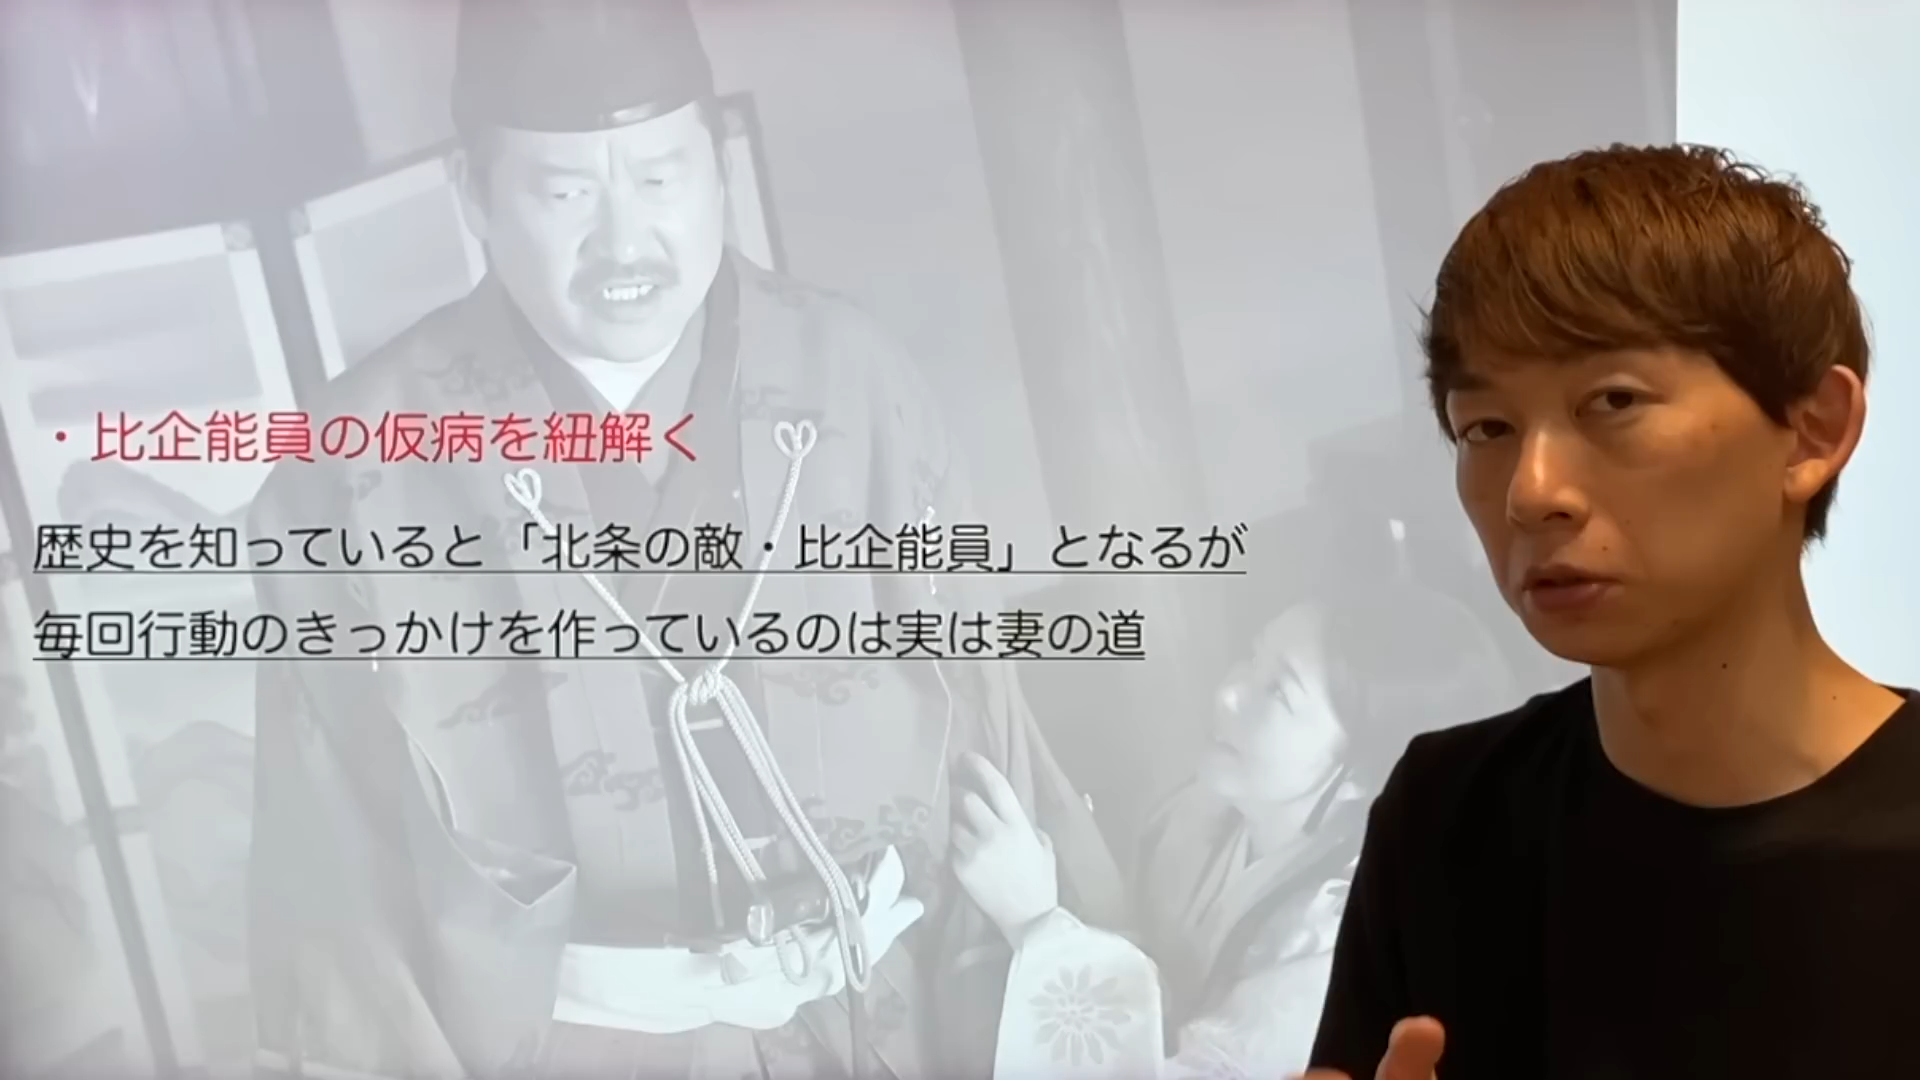 ・比企能員の仮病を紐解く
歴史を知っていると「北条の敵・比企能員」となるが
毎回行動のきっかけを作っているのは実は妻の道